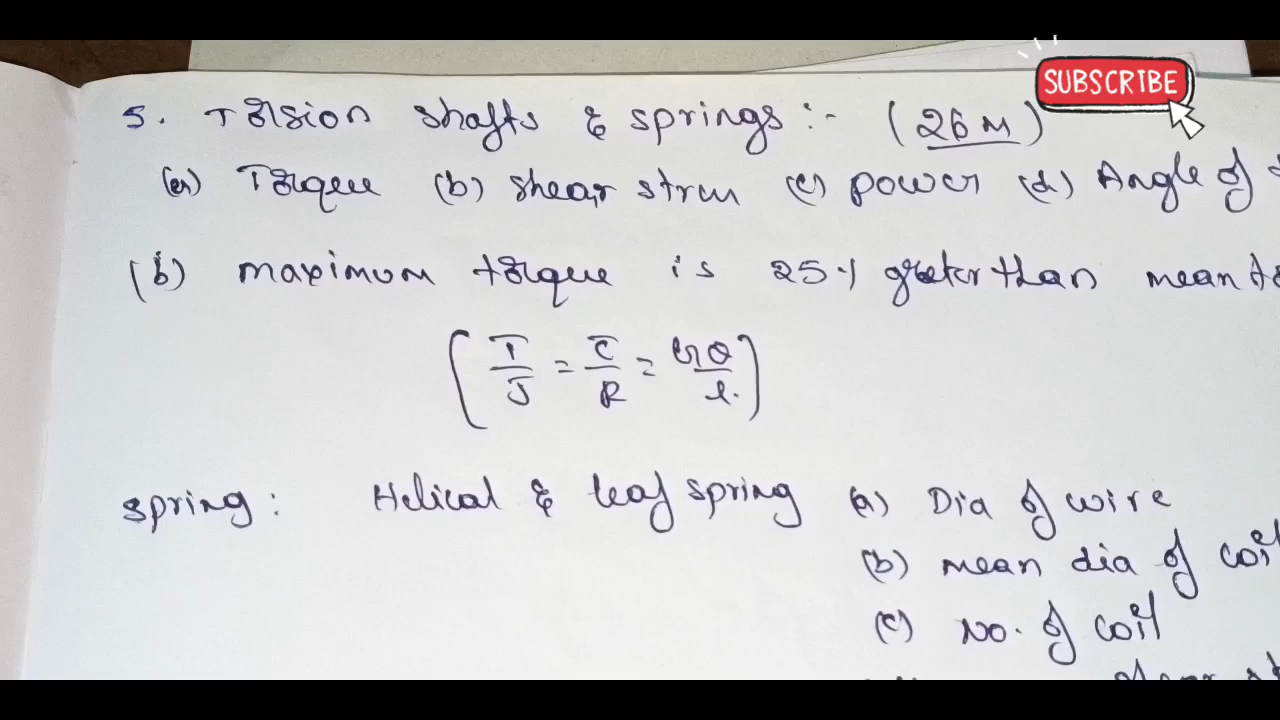 SUBSCRIBE
5. Torsion shafts & springs :- (26 M)
(a) Torque (b) shear stress (c) power (d) Angle of
(b) maximum torque is 25% greater than mean
[T/J = τ/R = Gθ/l]
spring: Helical & leaf spring (a) Dia of wire
(b) mean dia of coil
(c) No. of coil